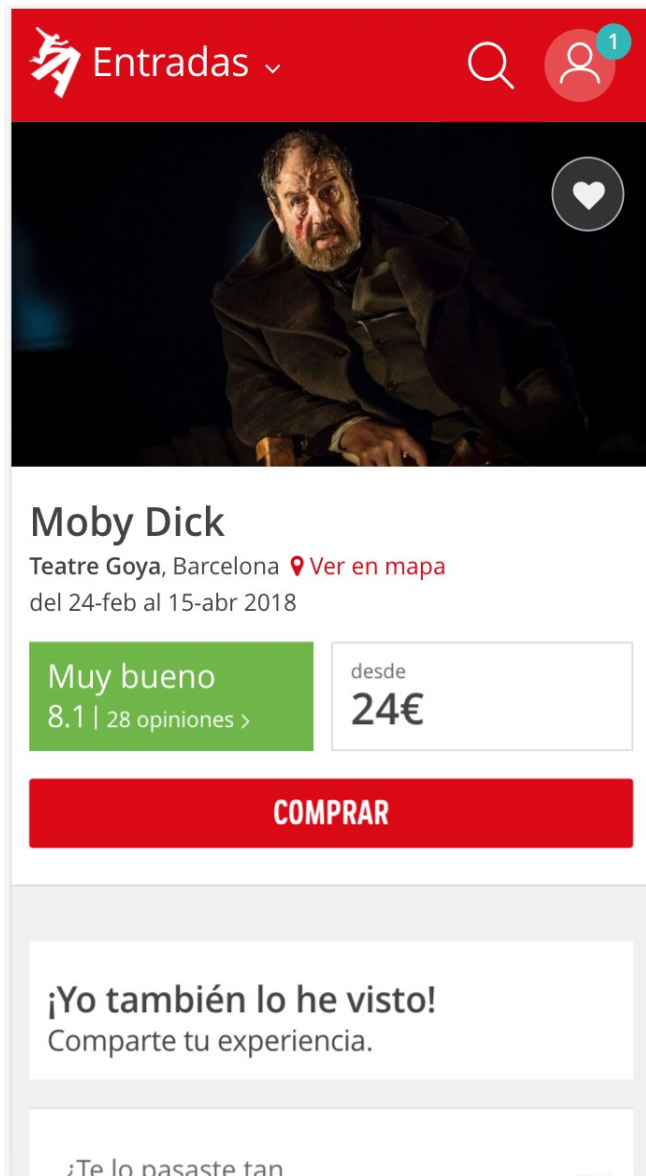 Entradas
1
Moby Dick
Teatre Goya, Barcelona Ver en mapa
del 24-feb al 15-abr 2018
Muy bueno
8.1 | 28 opiniones >
desde
24€
COMPRAR
¡Yo también lo he visto!
Comparte tu experiencia.
¿Te lo pasaste tan